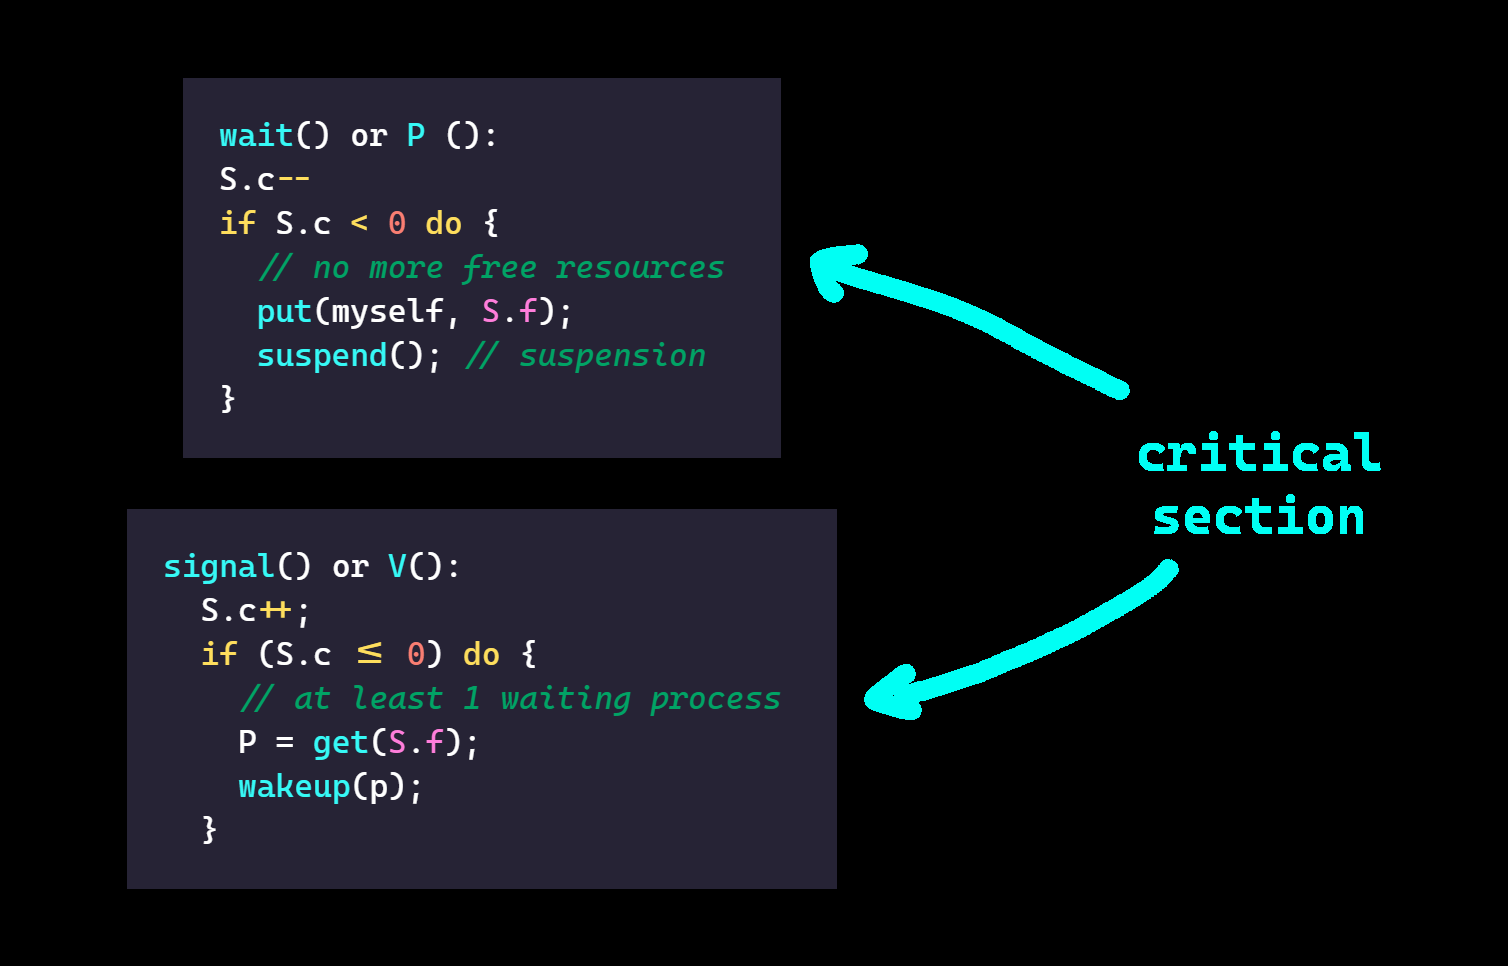 wait() or P ():
S.c--
if S.c < 0 do {
// no more free resources
put(myself, S.f);
suspend(); // suspension
}
critical
section
signal() or V():
S.c++;
if (S.c ≤ 0) do {
// at least 1 waiting process
P = get(S.f);
wakeup(p);
}